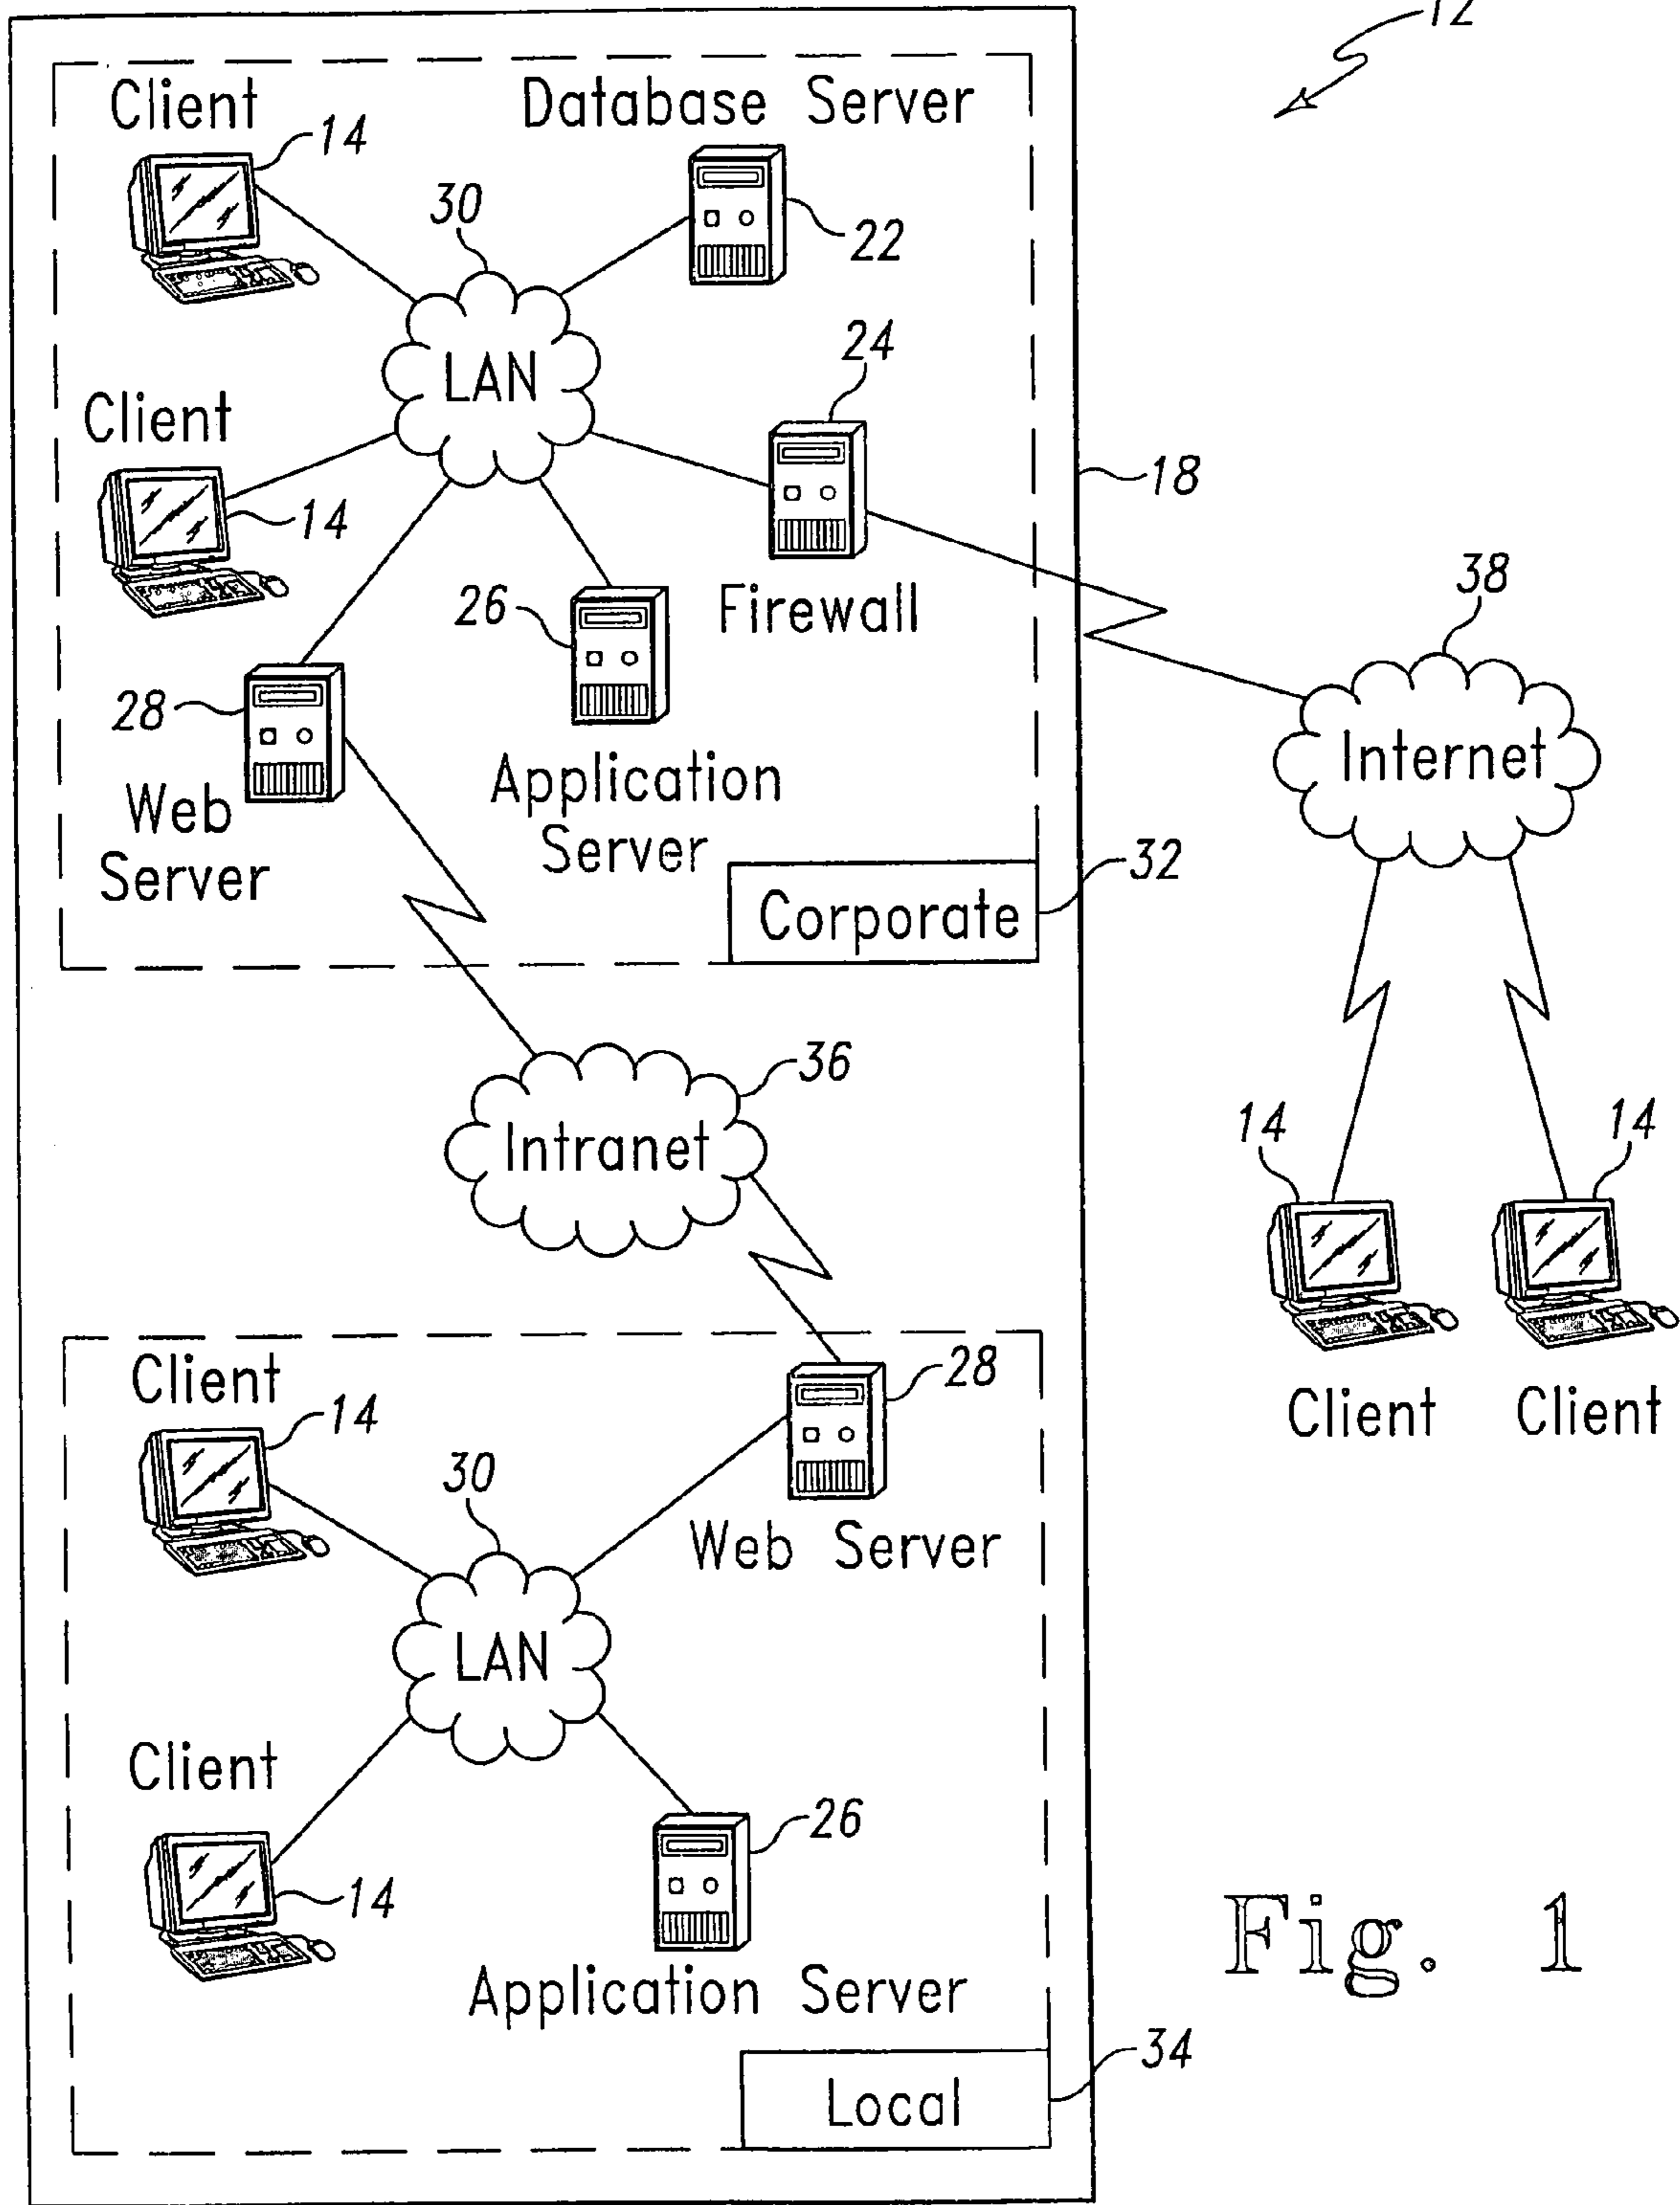 12
Client
14
Database Server
22
30
LAN
24
Firewall
18
Client
14
26
Application
Server
28
Web
Server
Corporate
32
38
Internet
36
Intranet
14
14
Client
Client
Client
14
28
Web Server
30
LAN
Client
14
26
Application Server
Local
34
Fig. 1